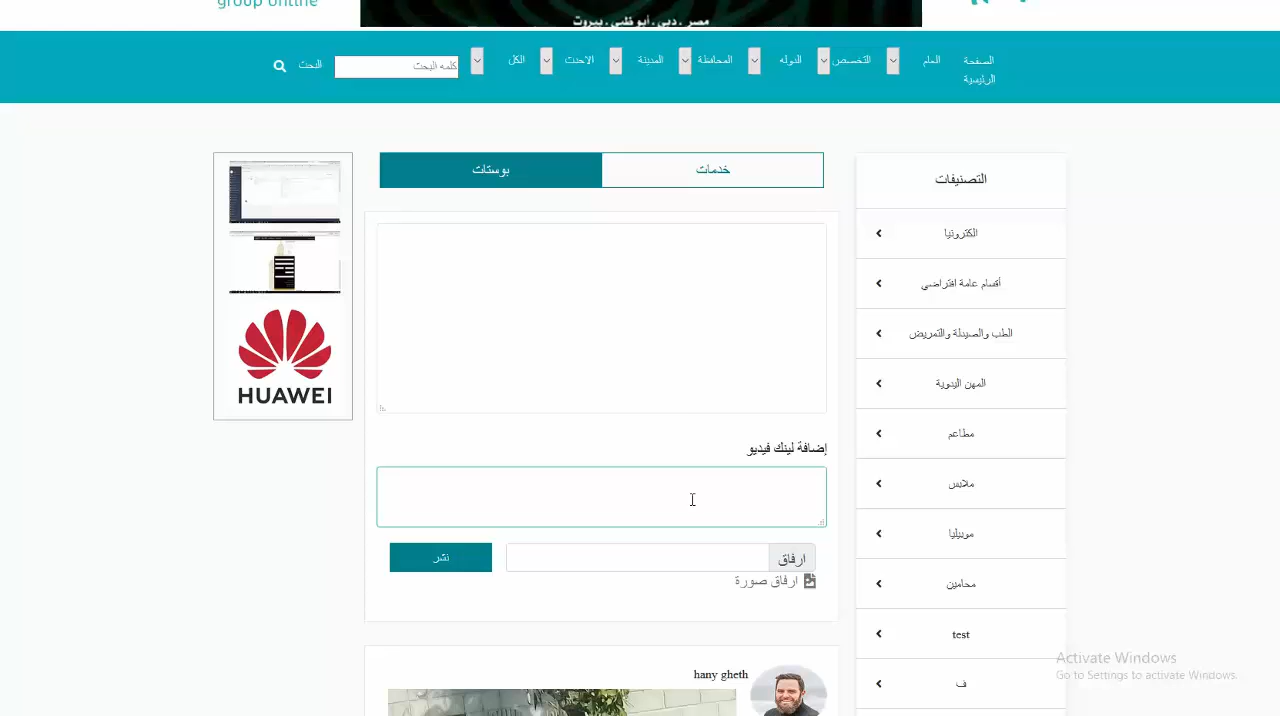 group online
مصر . دبي . أبو ظبي . بيروت
الصفحة
الرئيسية
العام
التخصص
الدوله
المحافظة
المدينة
الاحدث
الكل
كلمه البحث
البحث
التصنيفات
الكترونيا
أقسام عامة افتراضي
الطب والصيدلة والتمريض
المهن اليدوية
مطاعم
ملابس
موبيليا
محامين
test
ف
خدمات
بوستات
إضافة لينك فيديو
ارفاق
نشر
ارفاق صورة
hany gheth
HUAWEI
Activate Windows
Go to Settings to activate Windows.